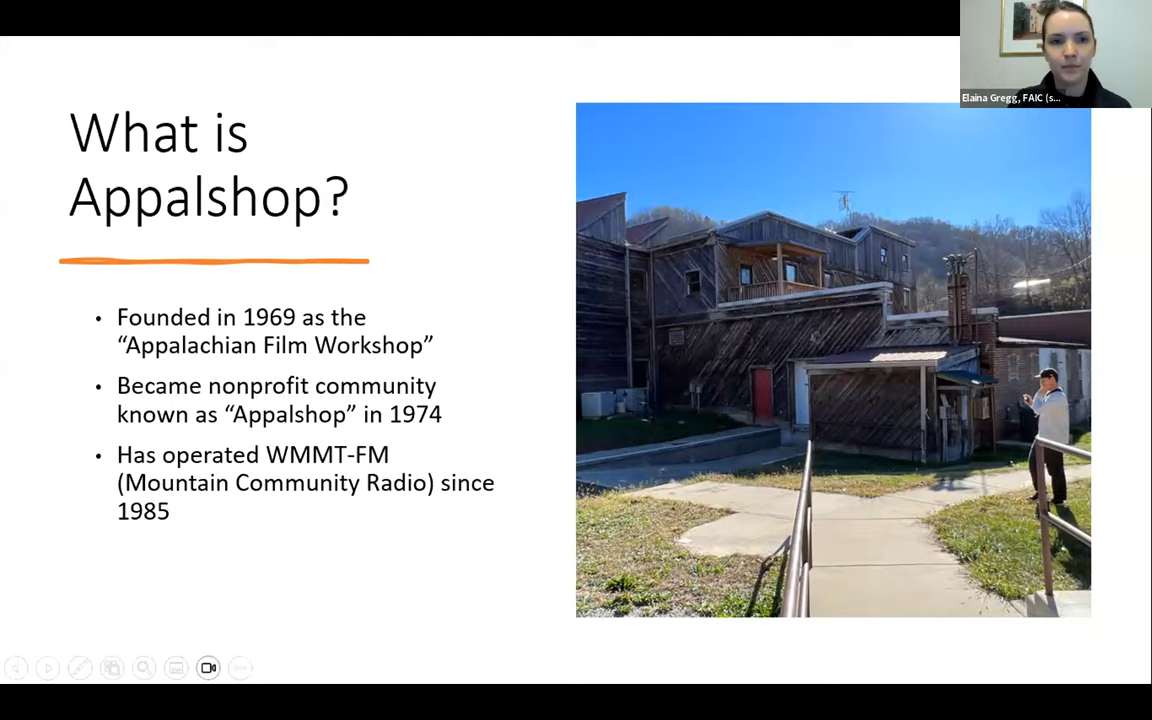 Elaina Gregg, FAIC (s...
What is
Appalshop?
• Founded in 1969 as the
“Appalachian Film Workshop”
• Became nonprofit community
known as “Appalshop” in 1974
• Has operated WMMT-FM
(Mountain Community Radio) since
1985